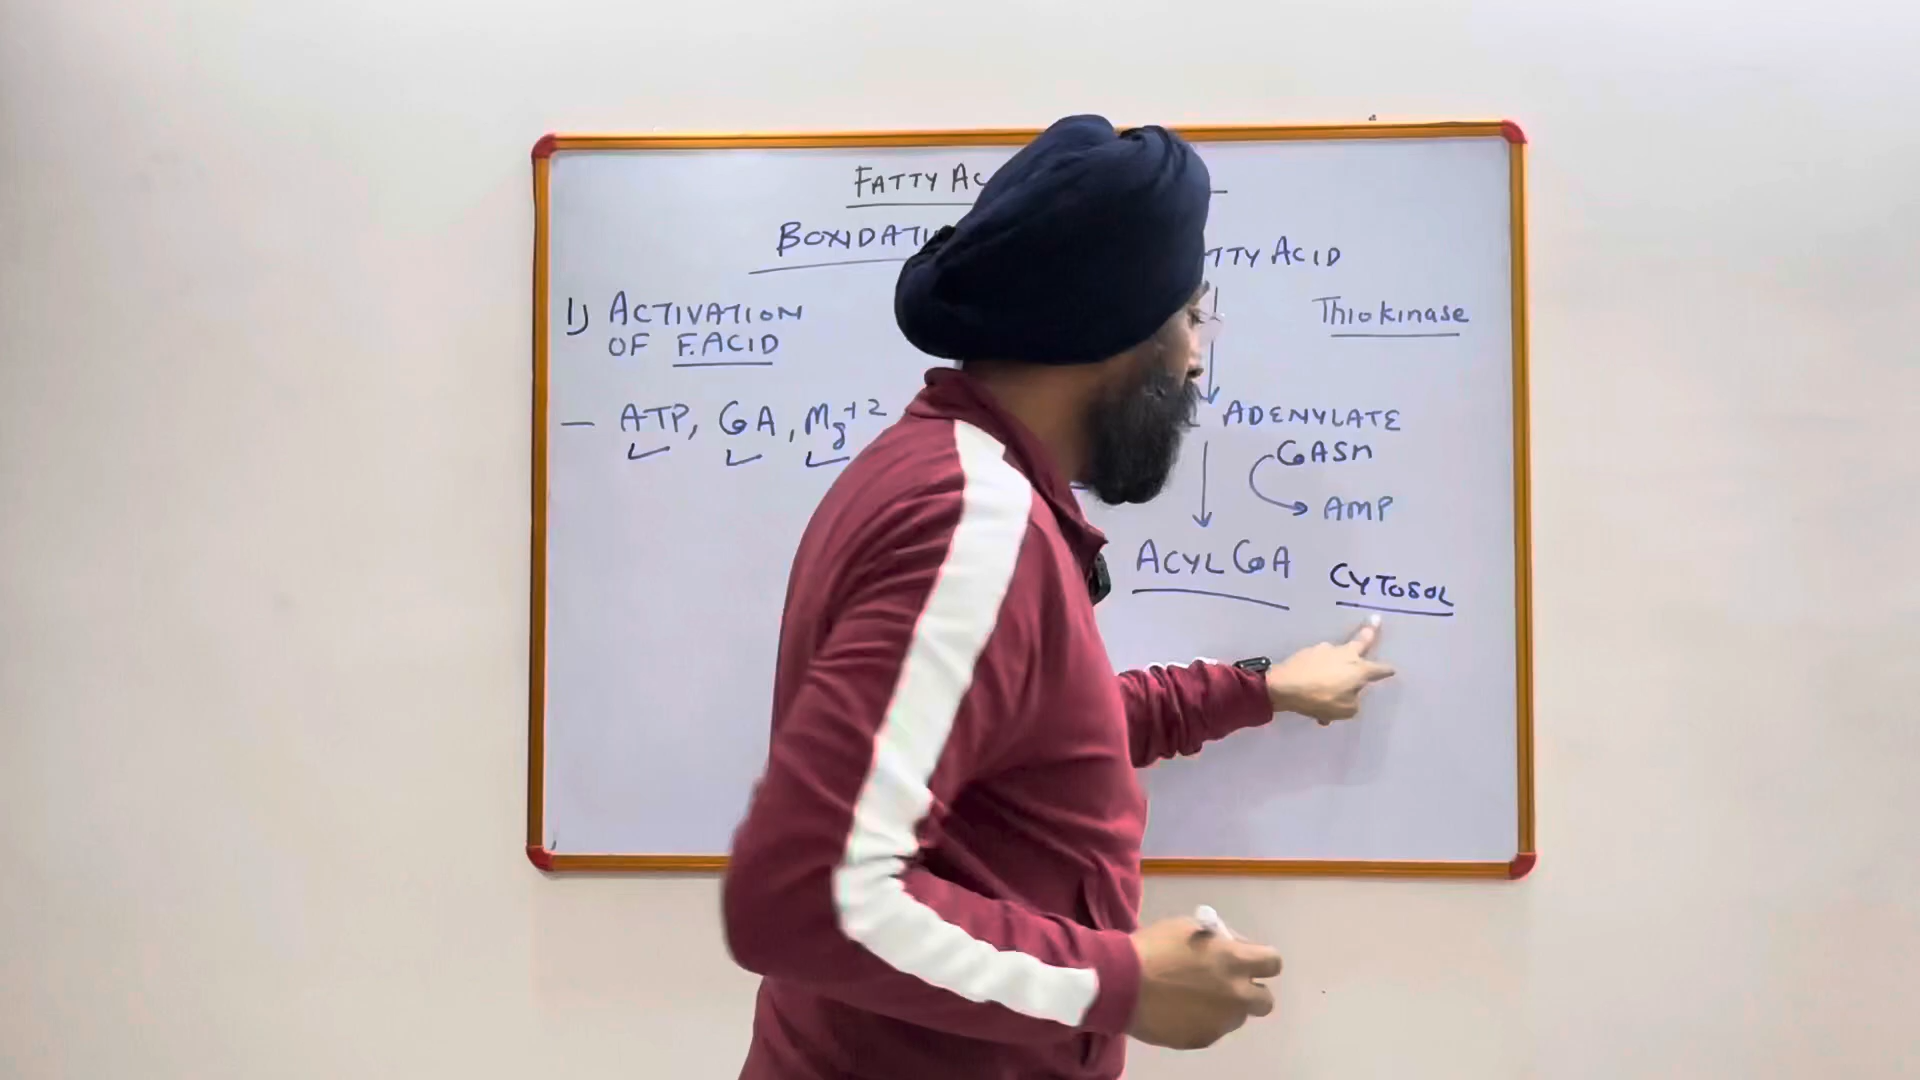 FATTY
BOXIDATI
1) ACTIVATION
OF F.ACID
— ATP, CoA, Mg+2
TTY ACID
Thiokinase
ADENYLATE
CoASH
AMP
ACYL CoA
CYTOSOL